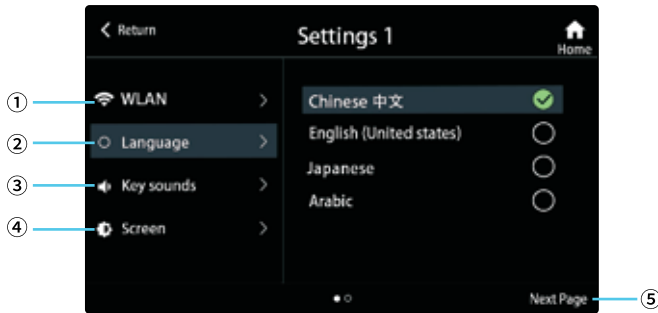 Return
Settings 1
Home
① WLAN
② Language
③ Key sounds
④ Screen
Chinese 中文
English (United states)
Japanese
Arabic
Next Page ⑤